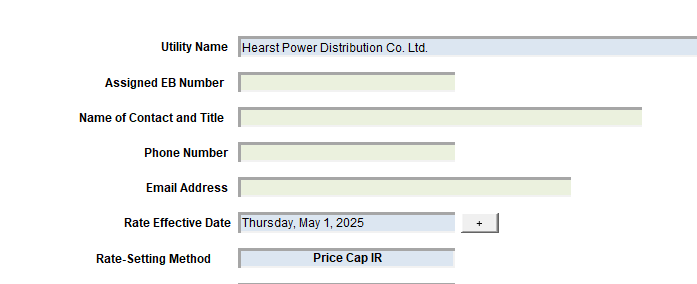 Utility Name Hearst Power Distribution Co. Ltd.
Assigned EB Number
Name of Contact and Title
Phone Number
Email Address
Rate Effective Date Thursday, May 1, 2025 +
Rate-Setting Method Price Cap IR